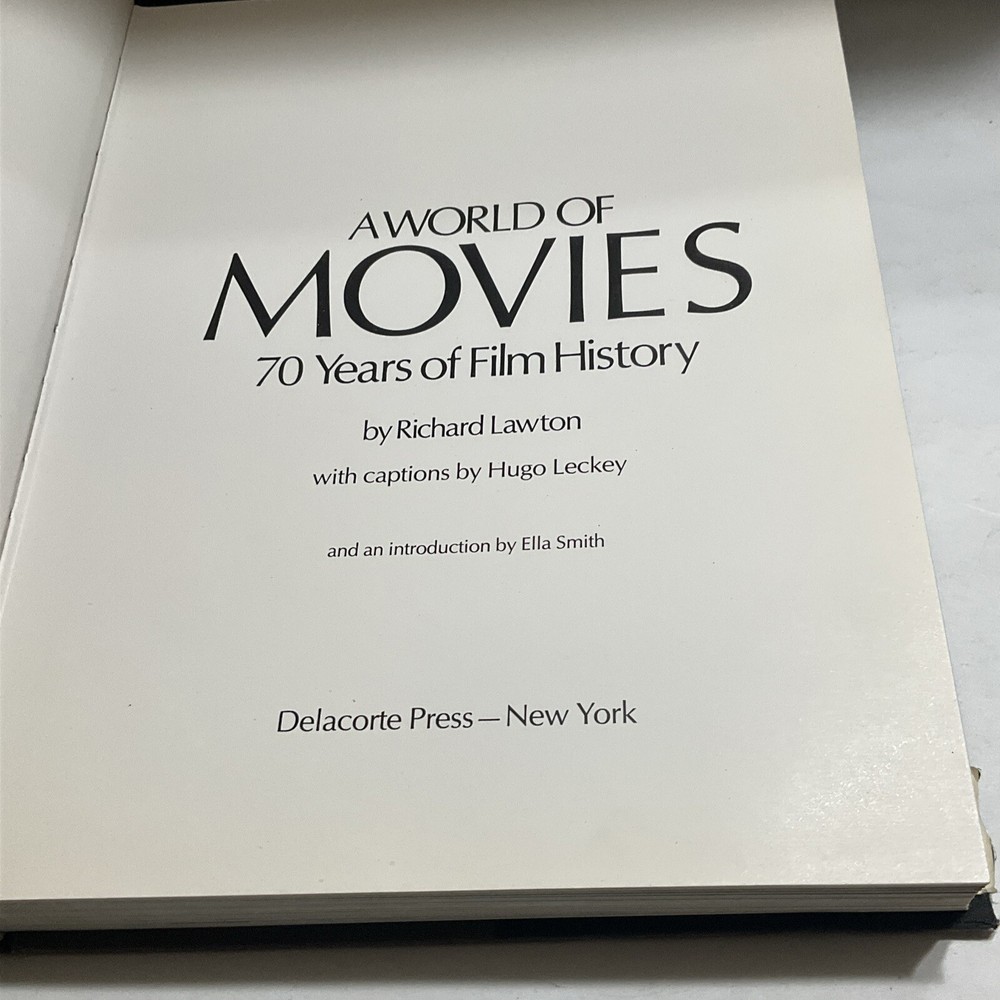 A WORLD OF
MOVIES
70 Years of Film History
by Richard Lawton
with captions by Hugo Leckey
and an introduction by Ella Smith
Delacorte Press — New York